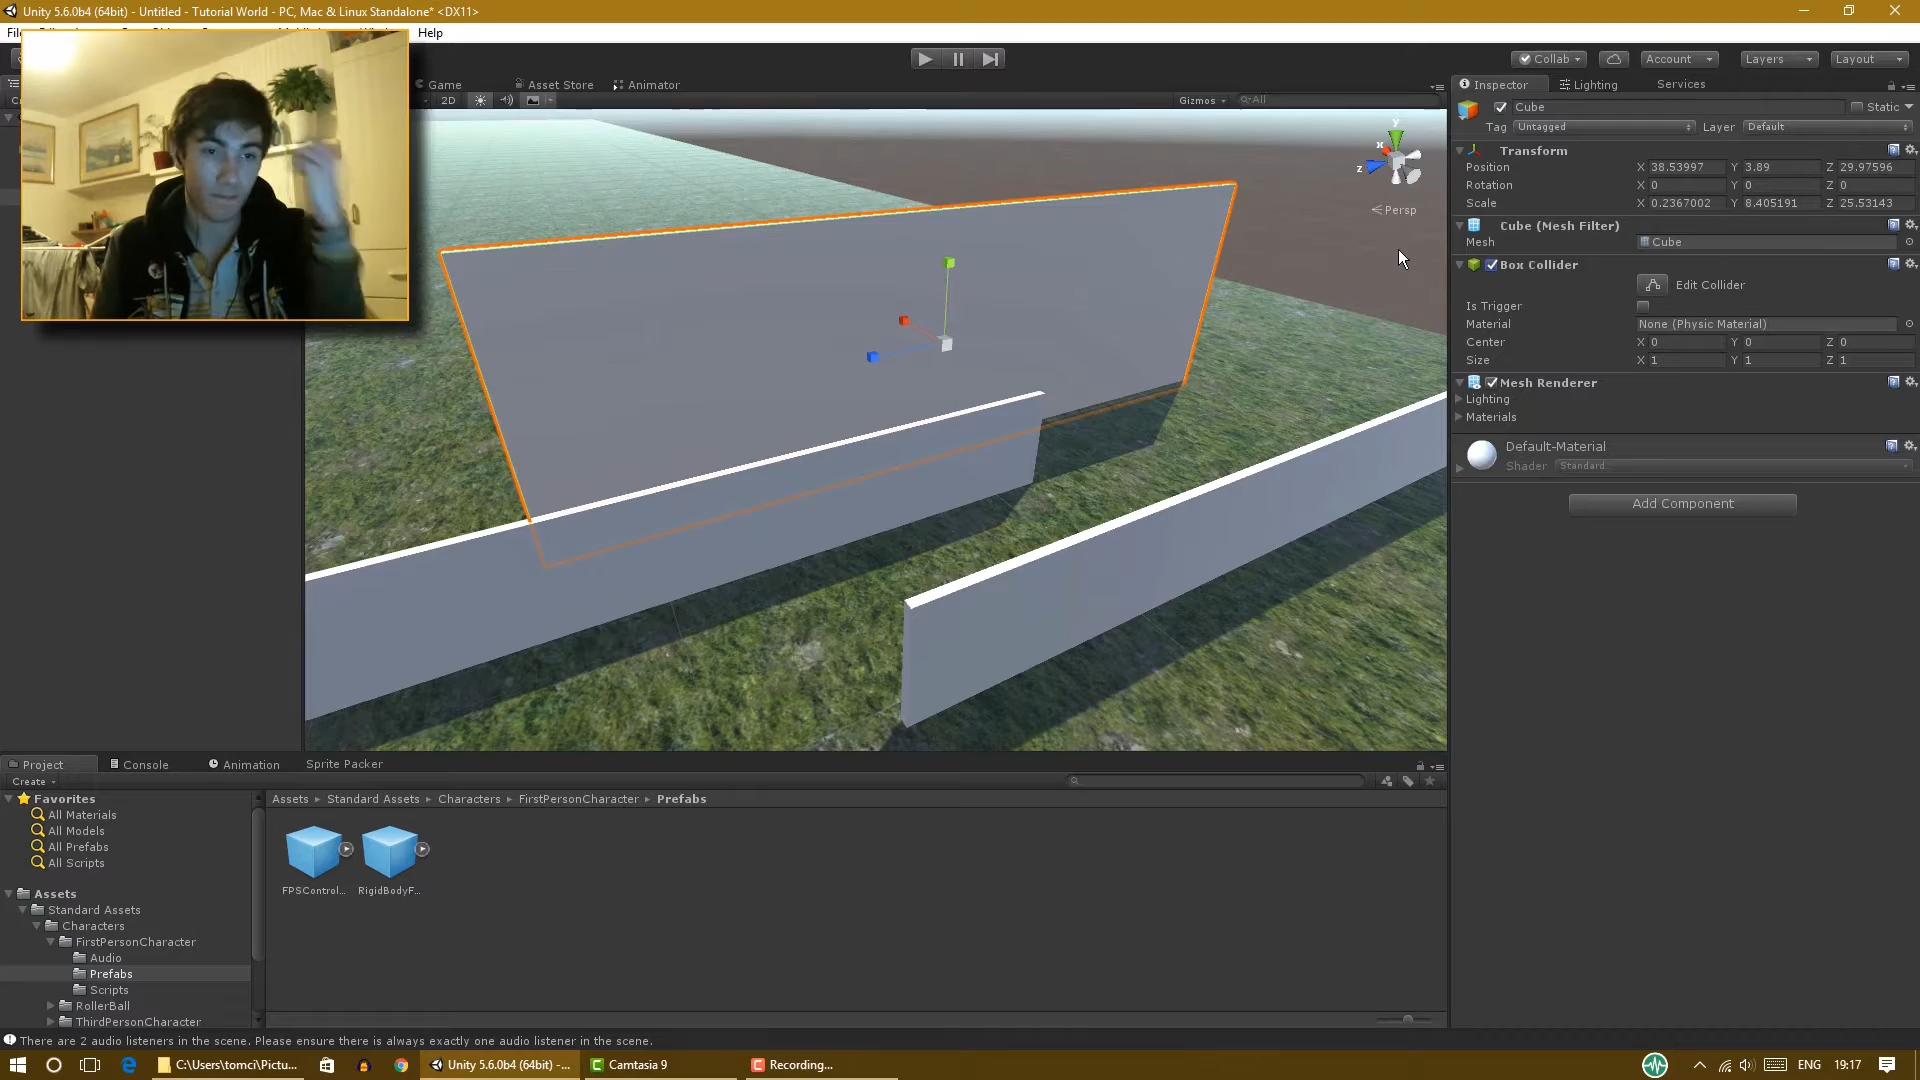 Unity 5.6.0b4 (64bit) - Untitled - Tutorial World - PC, Mac & Linux Standalone* <DX11>
Help
Collab
Account
Layers
Layout
Game
Asset Store
Animator
2D
Gizmos
All
y
x
z
Persp
Inspector
Lighting
Services
Cube
Static
Tag
Untagged
Layer
Default
Transform
Position X 38.53997 Y 3.89 Z 29.97596
Rotation X 0 Y 0 Z 0
Scale X 0.2367002 Y 8.405191 Z 25.53143
Cube (Mesh Filter)
Mesh Cube
Box Collider
Edit Collider
Is Trigger
Material None (Physic Material)
Center X 0 Y 0 Z 0
Size X 1 Y 1 Z 1
Mesh Renderer
Lighting
Materials
Default-Material
Shader Standard
Add Component
Project
Console
Animation
Sprite Packer
Create
Favorites
All Materials
All Models
All Prefabs
All Scripts
Assets
Standard Assets
Characters
FirstPersonCharacter
Audio
Prefabs
Scripts
RollerBall
ThirdPersonCharacter
Assets Standard Assets Characters FirstPersonCharacter Prefabs
FPSControl...
RigidBodyF...
There are 2 audio listeners in the scene. Please ensure there is always exactly one audio listener in the scene.
C:\Users\tomci\Pictu...
Unity 5.6.0b4 (64bit) -...
Camtasia 9
Recording...
ENG
19:17